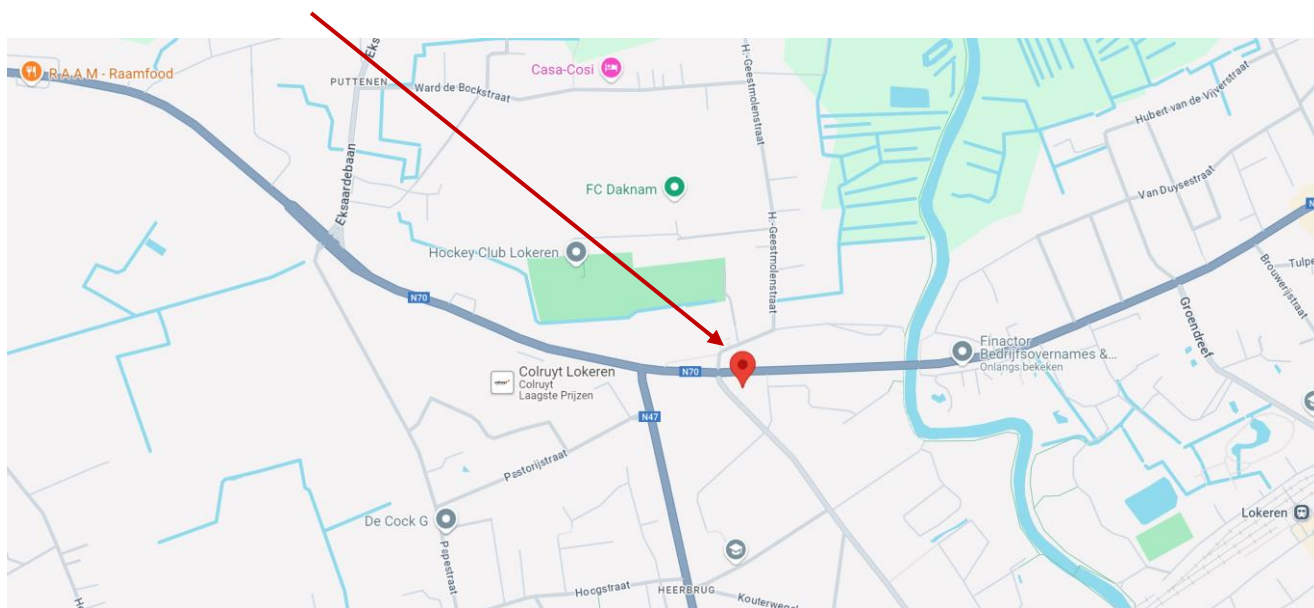 Eks
R.A.A.M - Raamfood
PUTTENEN
Ward de Bockstraat
Casa-Cosi
H.-Geestmolenstraat
Hubert van de Vijverstraat
Van Duysestraat
Eksaardebaan
FC Daknam
H.-Geestmolenstraat
N
Hockey Club Lokeren
Tulpe
Brouwerijstraat
N70
Groendreef
Finactor
Bedrijfsovernames &...
Onlangs bekeken
Colruyt Lokeren
Colruyt
Laagste Prijzen
N70
N47
Pastorijstraat
De Cock G
Lokeren
Papestraat
Hoogstraat
HEERBRUG
Kouterwegel